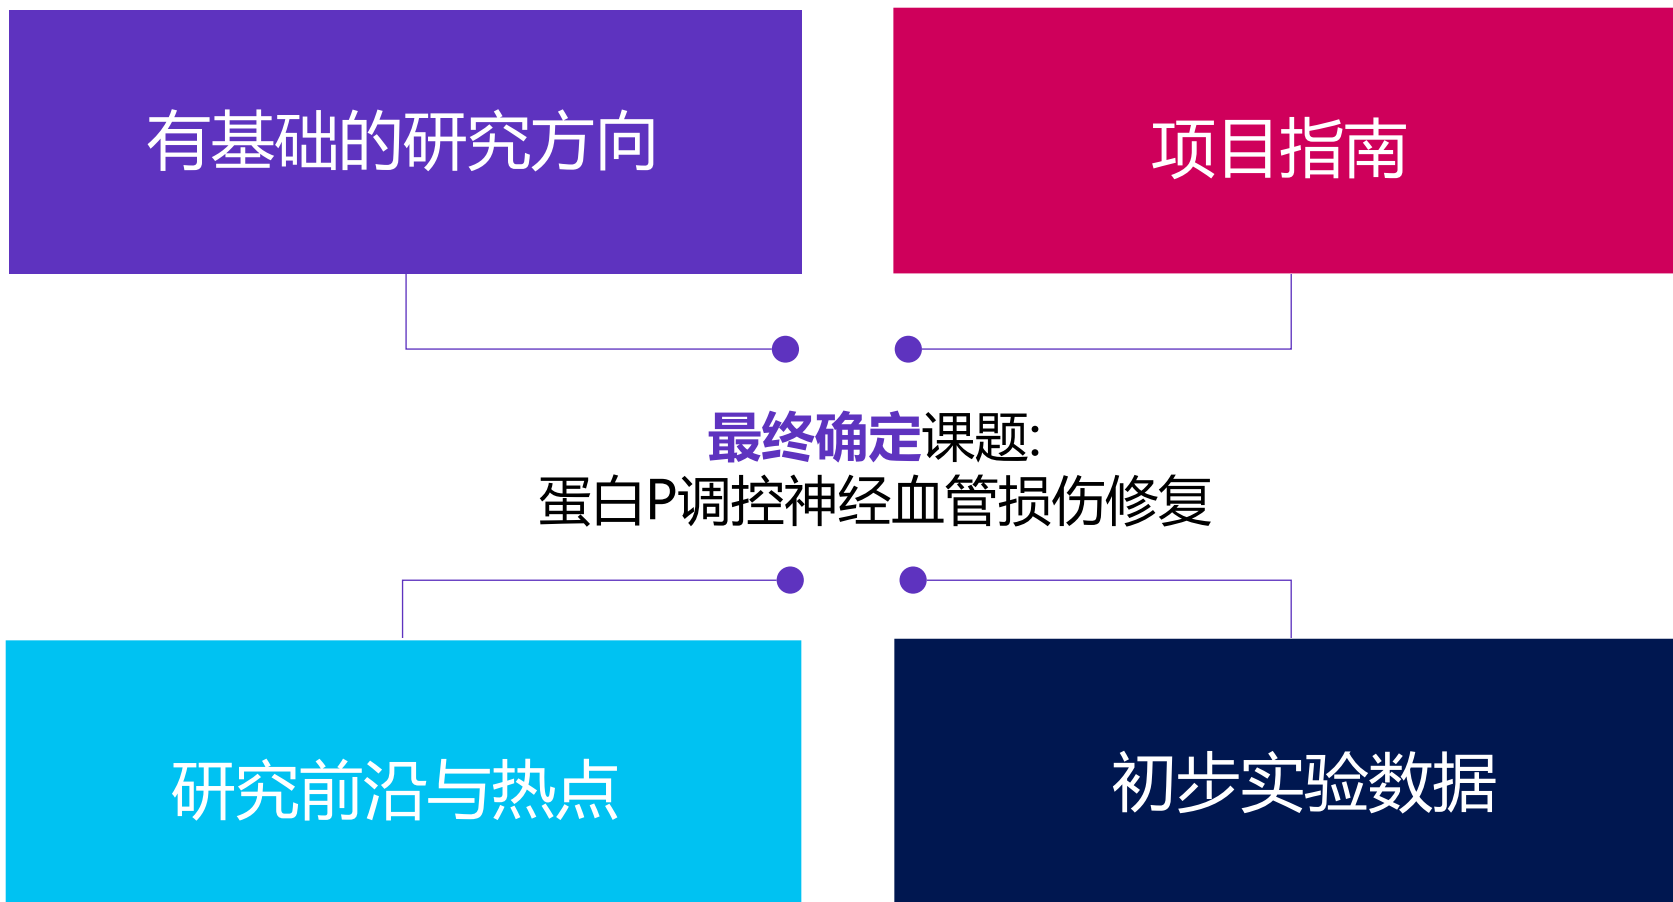 有基础的研究方向
项目指南
最终确定课题:
蛋白P调控神经血管损伤修复
研究前沿与热点
初步实验数据